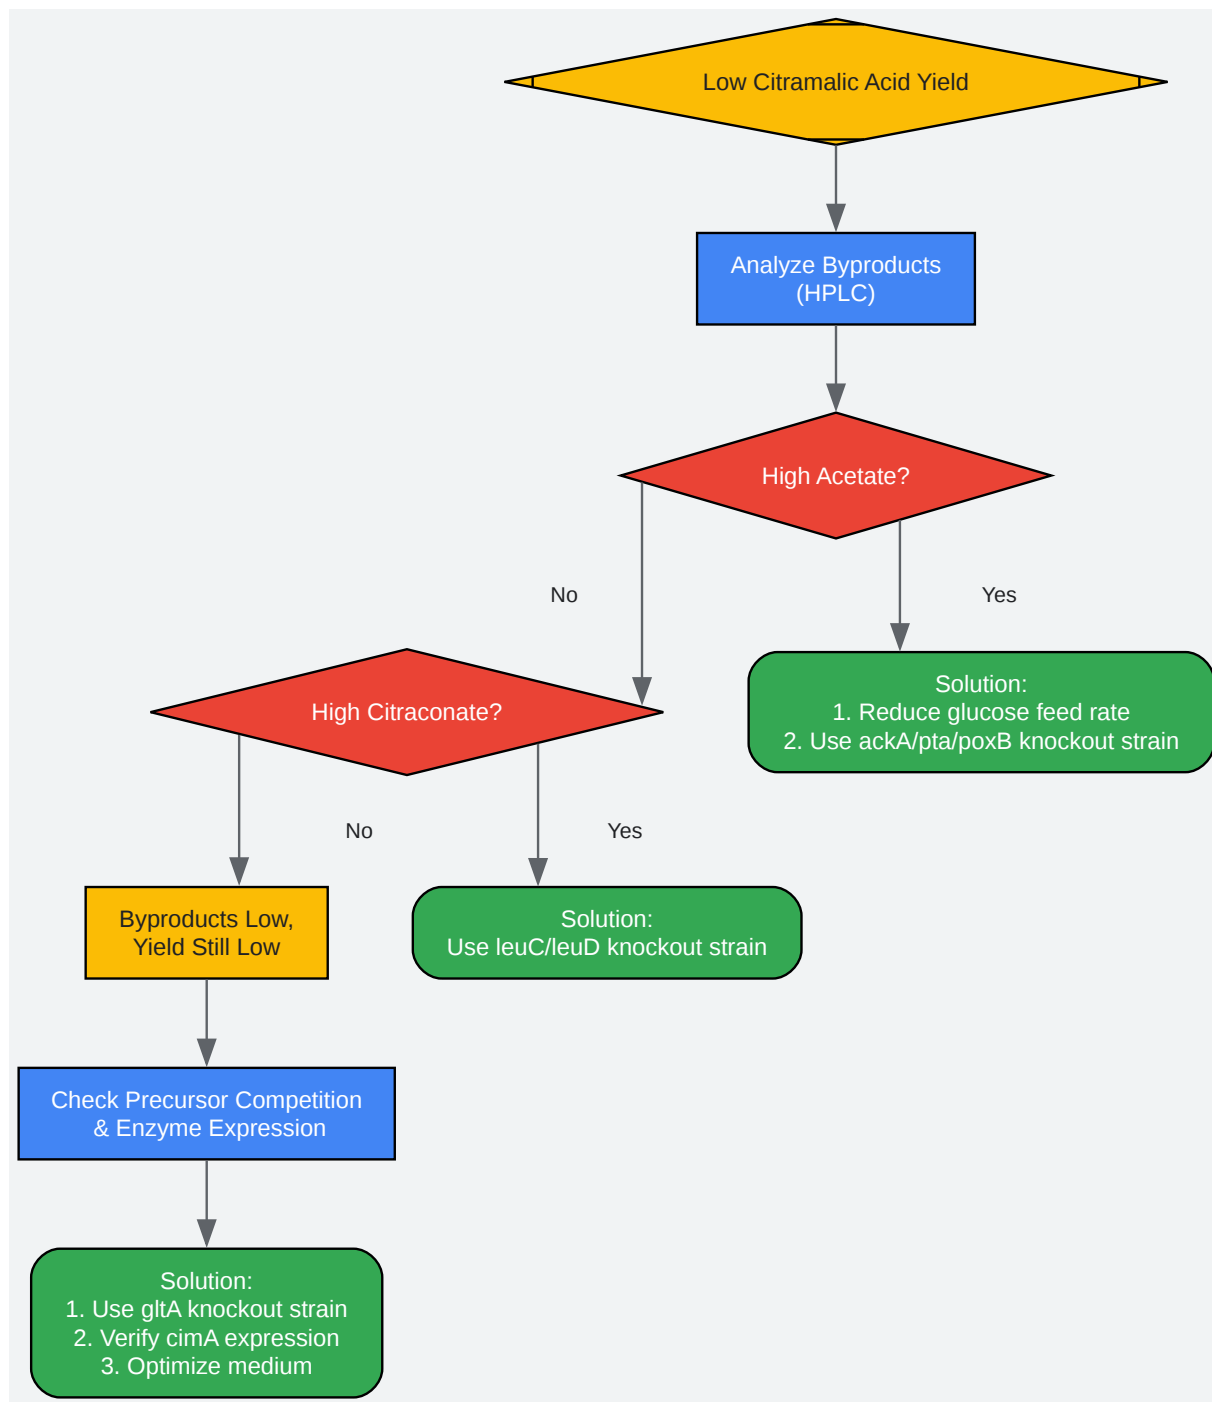 Low Citramalic Acid Yield
Analyze Byproducts
(HPLC)
High Acetate?
No
Yes
Solution:
1. Reduce glucose feed rate
2. Use ackA/pta/poxB knockout strain
High Citraconate?
No
Yes
Byproducts Low,
Yield Still Low
Solution:
Use leuC/leuD knockout strain
Check Precursor Competition
& Enzyme Expression
Solution:
1. Use gltA knockout strain
2. Verify cimA expression
3. Optimize medium